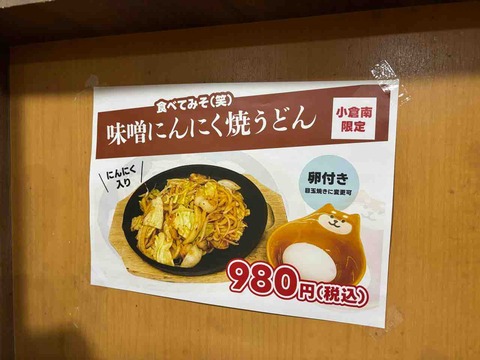 食べてみそ(笑)
味噌にんにく焼うどん
小倉南
限定
にんにく
入り
卵付き
目玉焼きに変更可
980円(税込)